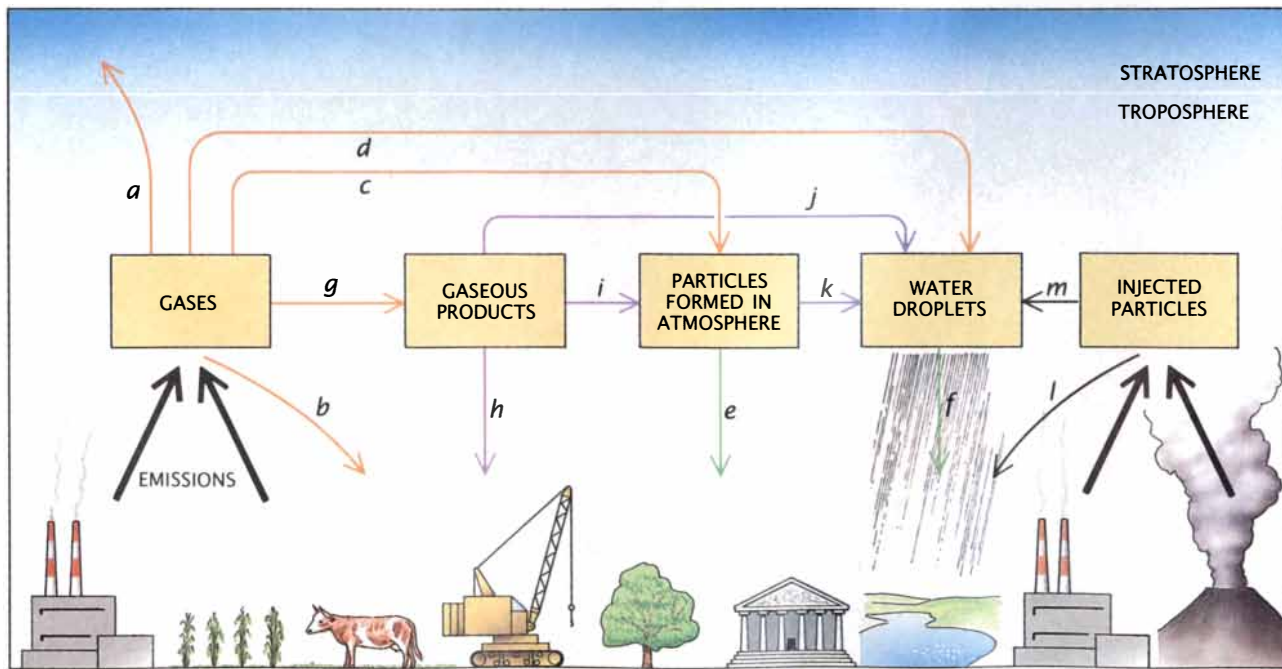 STRATOSPHERE
TROPOSPHERE
d
a
c
j
GASES
g
GASEOUS
PRODUCTS
i
PARTICLES
FORMED IN
ATMOSPHERE
k
WATER
DROPLETS
m
INJECTED
PARTICLES
b
h
e
f
l
EMISSIONS